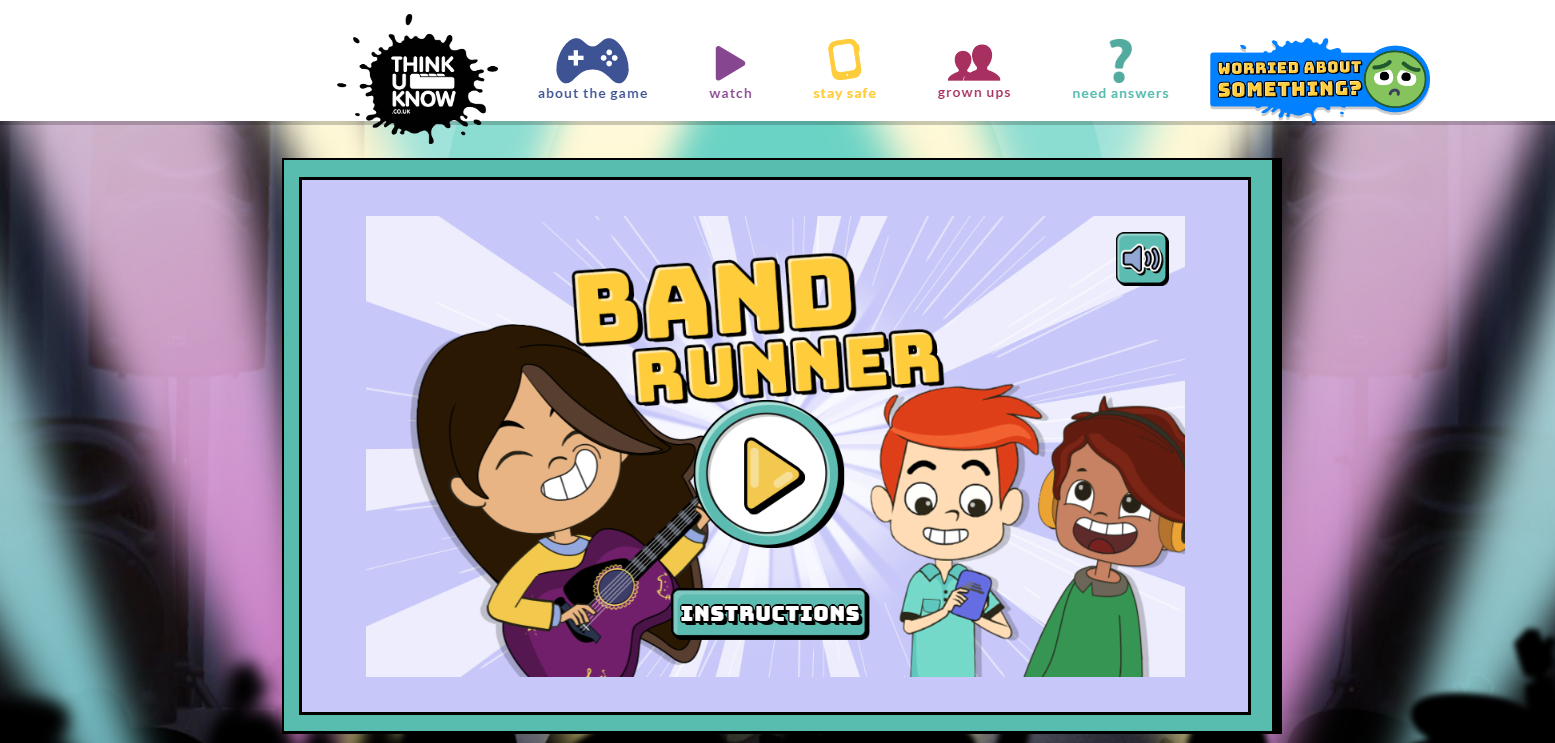 THINK
U
KNOW
.CO.UK
about the game
watch
stay safe
grown ups
need answers
WORRIED ABOUT
SOMETHING?
BAND
RUNNER
INSTRUCTIONS